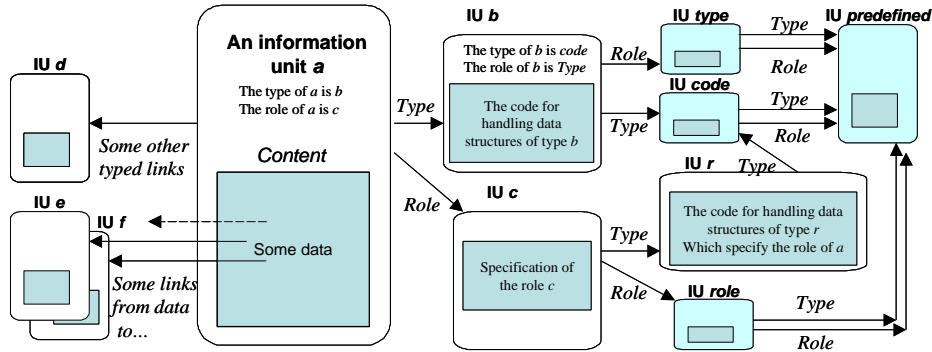 IU d
Some other
typed links
IU e
IU f
Some links
from data
to...
An information
unit a
The type of a is b
The role of a is c
Content
Some data
Type
Role
IU b
The type of b is code
The role of b is Type
The code for
handling data
structures of type b
Role
Type
IU c
Specification of
the role c
Type
Role
IU type
Type
Role
IU code
Type
Role
Type
IU r
The code for handling data
structures of type r
Which specify the role of a
IU role
Type
Role
IU predefined